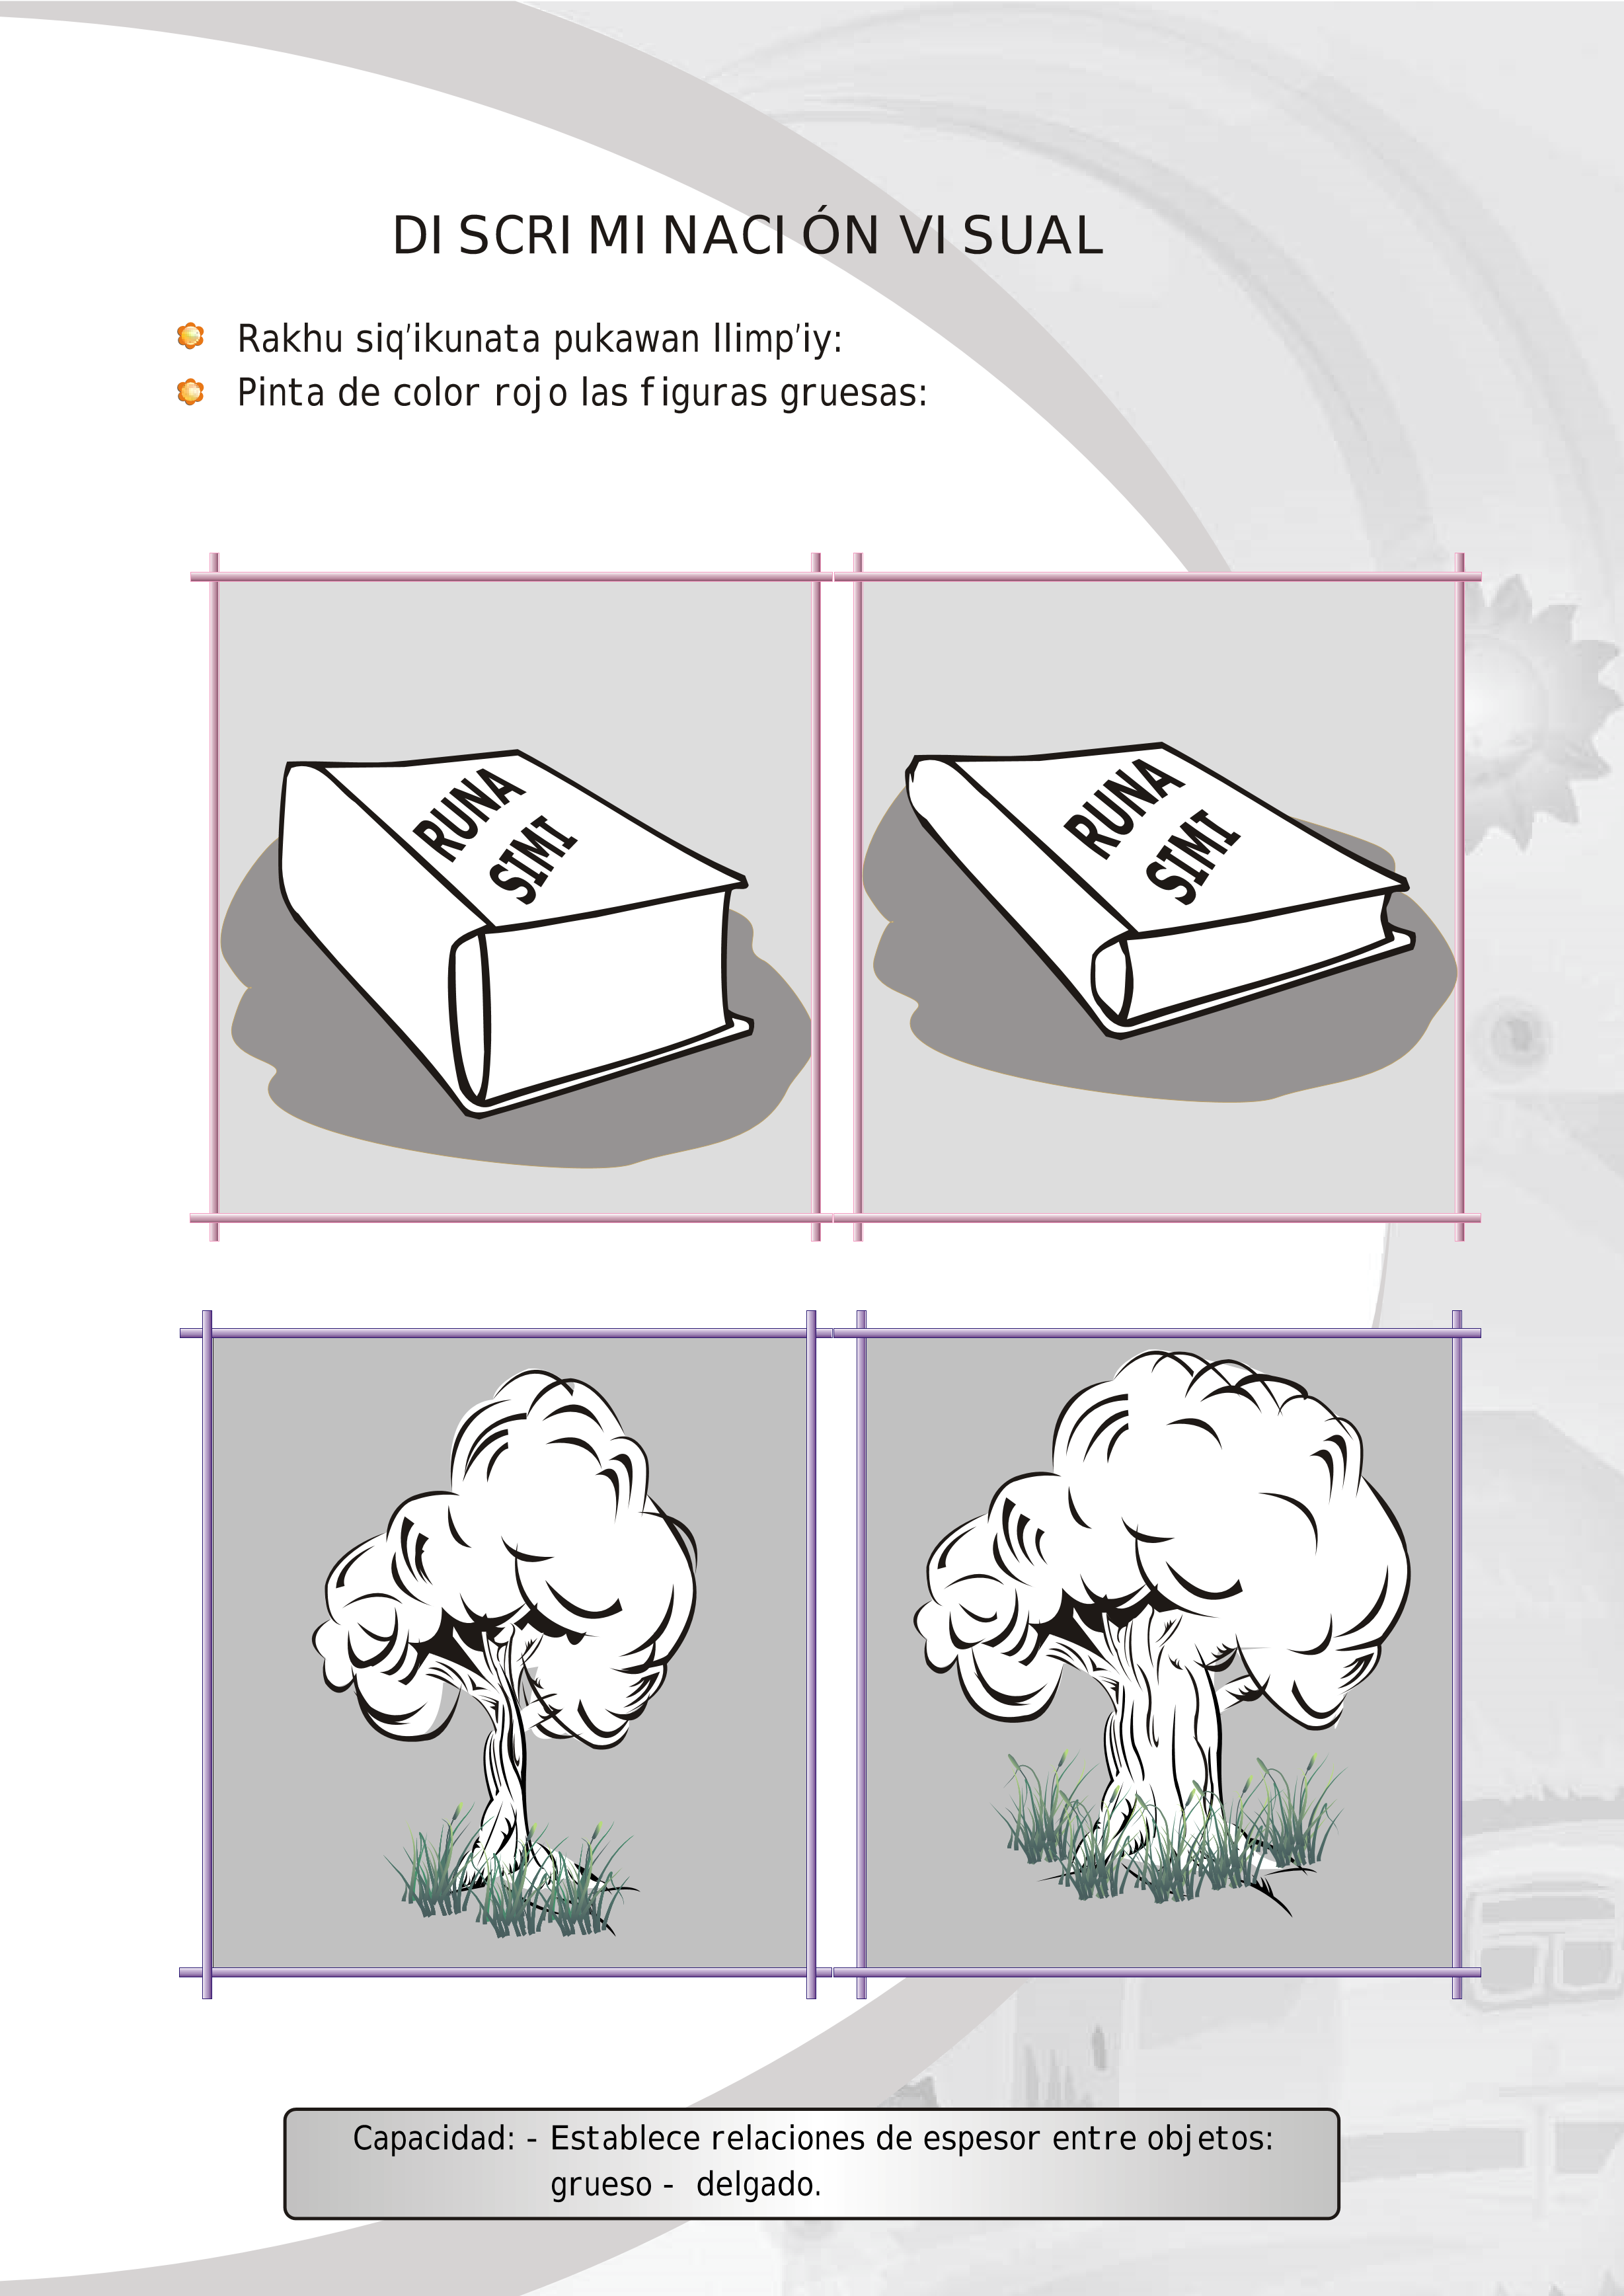 DISCRIMINACIÓN VISUAL
Rakhu siq'ikunata pukawan llimp'iy:
Pinta de color rojo las figuras gruesas:
RUNA
SIMI
RUNA
SIMI
Capacidad: - Establece relaciones de espesor entre objetos:
grueso - delgado.